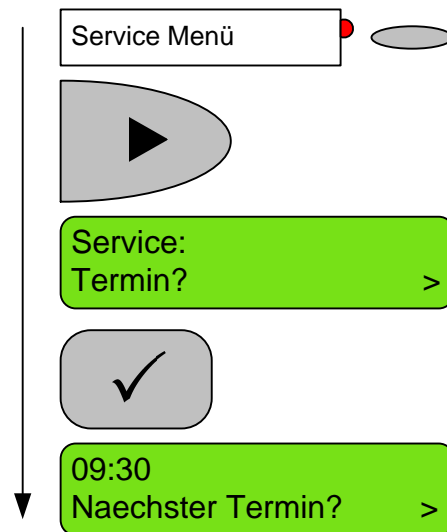 Service Menü
Service:
Termin? >
09:30
Naechster Termin? >